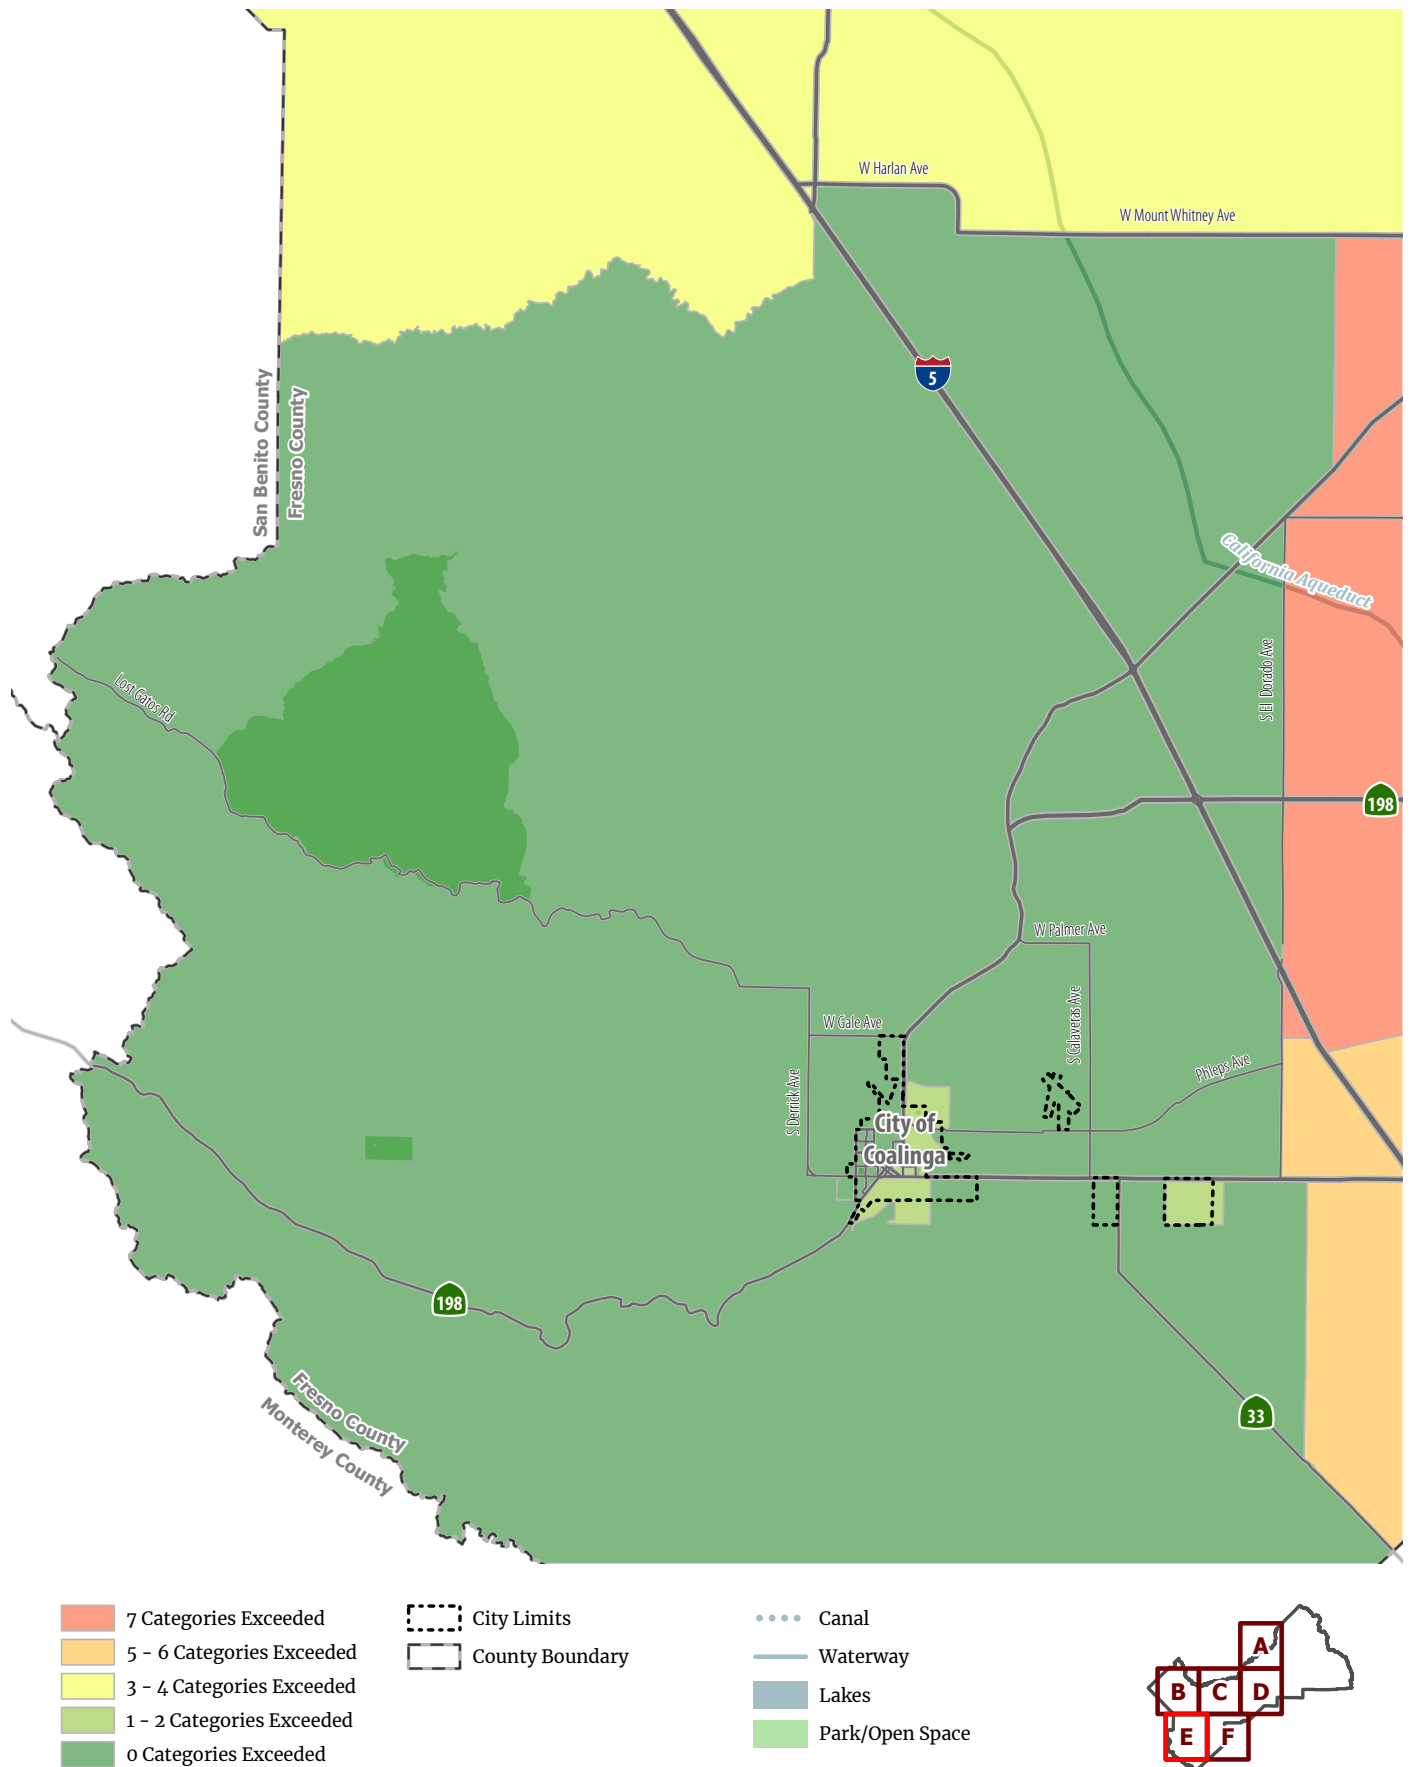 W Harlan Ave
W Mount Whitney Ave
5
San Benito County
Fresno County
California Aqueduct
S El Dorado Ave
Lost Gatos Rd
198
W Palmer Ave
S Calaveras Ave
W Gale Ave
Phleps Ave
S Derrick Ave
City of
Coalinga
198
Fresno County
Monterey County
33
7 Categories Exceeded
5 - 6 Categories Exceeded
3 - 4 Categories Exceeded
1 - 2 Categories Exceeded
0 Categories Exceeded
City Limits
County Boundary
Canal
Waterway
Lakes
Park/Open Space
A
B
C
D
E
F